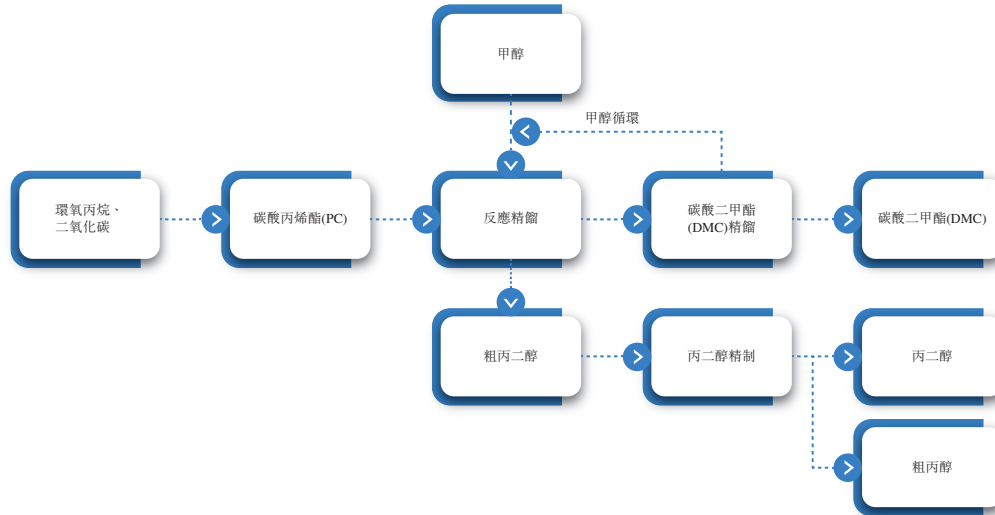 甲醇
甲醇循環
環氧丙烷、
二氧化碳
碳酸丙烯酯(PC)
反應精餾
碳酸二甲酯
(DMC)精餾
碳酸二甲酯(DMC)
粗丙二醇
丙二醇精制
丙二醇
粗丙醇